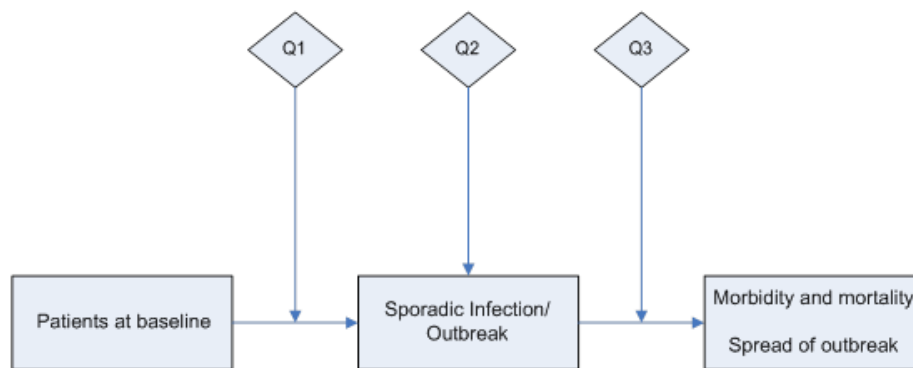 Q1
Q2
Q3
Patients at baseline
Sporadic Infection/
Outbreak
Morbidity and mortality
Spread of outbreak